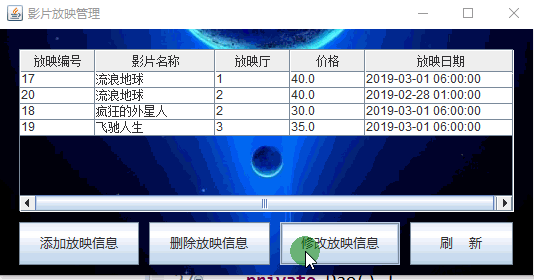 影片放映管理
放映编号 影片名称 放映厅 价格 放映日期
17 流浪地球 1 40.0 2019-03-01 06:00:00
20 流浪地球 2 40.0 2019-02-28 01:00:00
18 疯狂的外星人 2 30.0 2019-03-01 06:00:00
19 飞驰人生 3 35.0 2019-03-01 06:00:00
添加放映信息 删除放映信息 修改放映信息 刷 新
private Dao() {